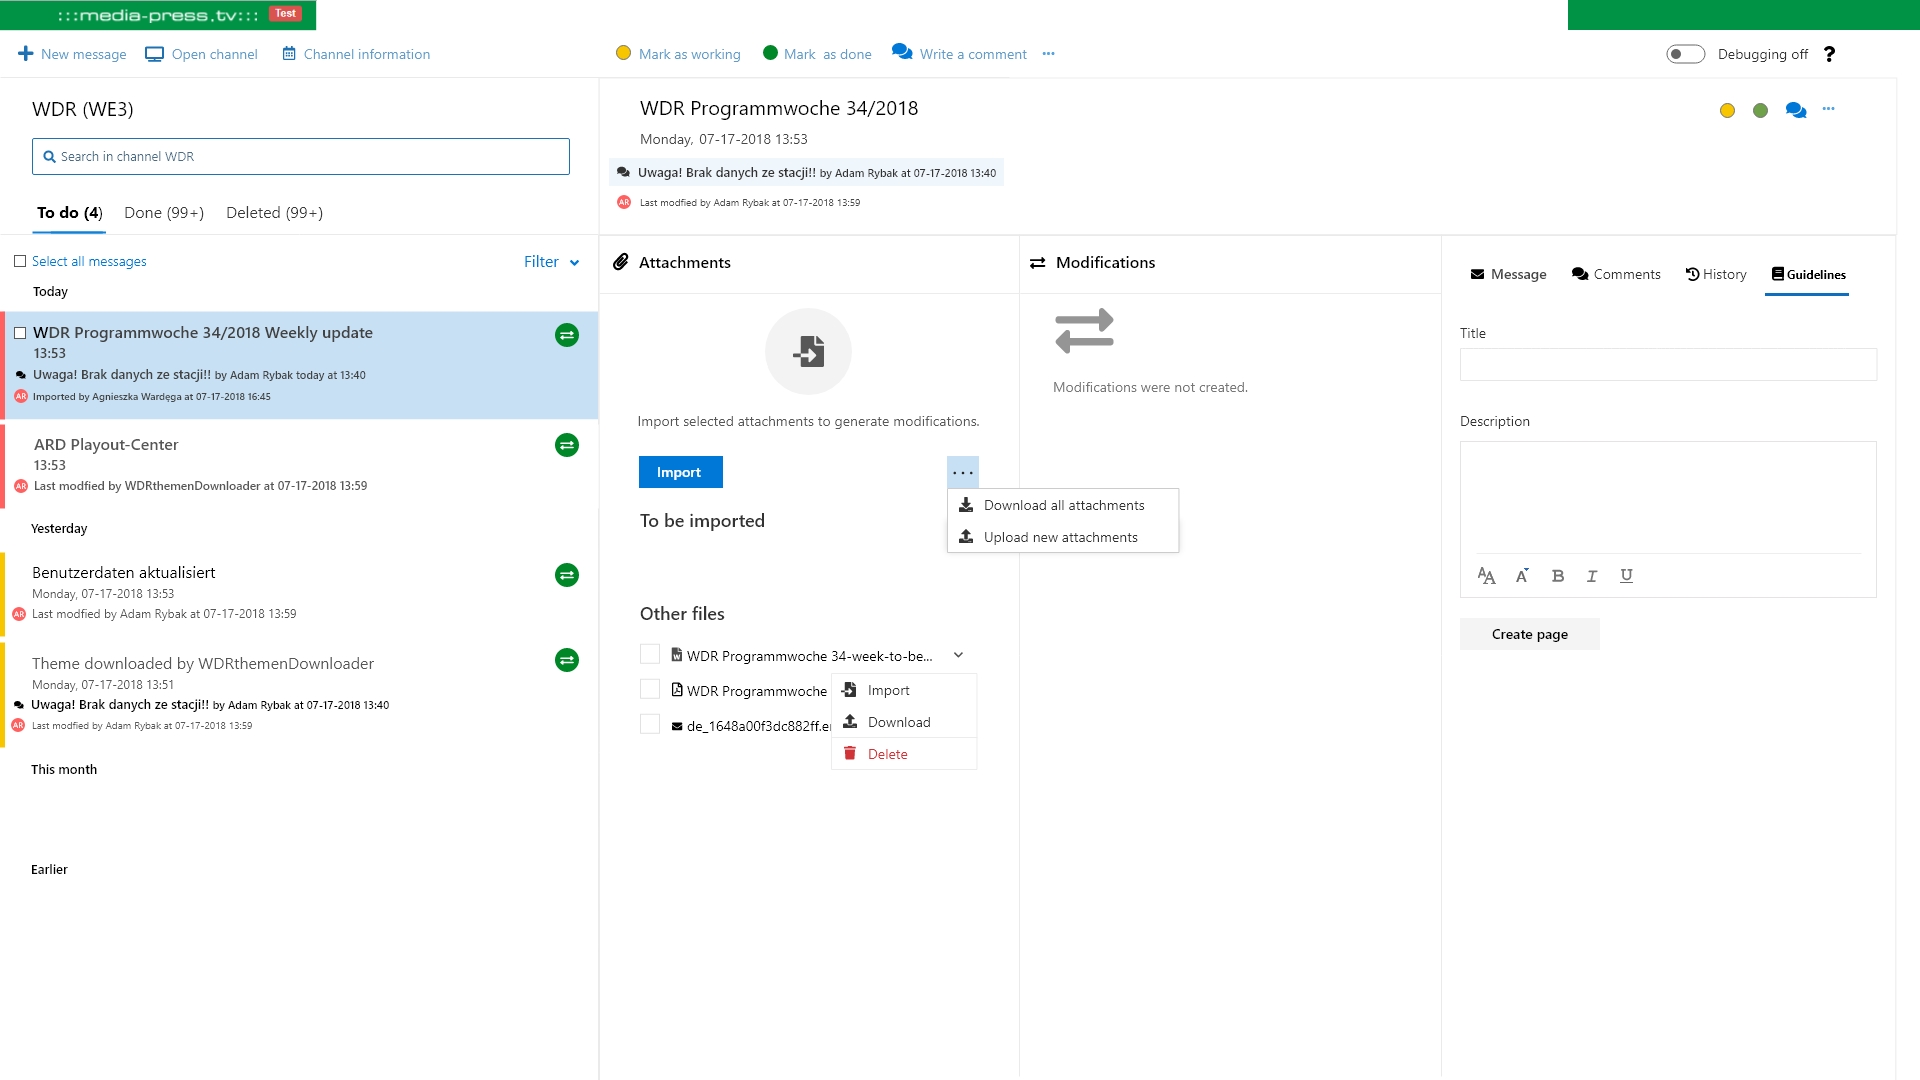 :::media-press.tv::: Test
New message Open channel Channel information Mark as working Mark as done Write a comment ... Debugging off ?
WDR (WE3)
Search in channel WDR
To do (4) Done (99+) Deleted (99+)
Select all messages Filter
Today
WDR Programmwoche 34/2018 Weekly update
13:53
Uwaga! Brak danych ze stacji!! by Adam Rybak today at 13:40
AR Imported by Agnieszka Wardęga at 07-17-2018 16:45
ARD Playout-Center
13:53
AR Last modfied by WDRthemenDownloader at 07-17-2018 13:59
Yesterday
Benutzerdaten aktualisiert
Monday, 07-17-2018 13:53
AR Last modfied by Adam Rybak at 07-17-2018 13:59
Theme downloaded by WDRthemenDownloader
Monday, 07-17-2018 13:51
Uwaga! Brak danych ze stacji!! by Adam Rybak at 07-17-2018 13:40
AR Last modfied by Adam Rybak at 07-17-2018 13:59
This month
Earlier
WDR Programmwoche 34/2018
...
Monday, 07-17-2018 13:53
Uwaga! Brak danych ze stacji!! by Adam Rybak at 07-17-2018 13:40
AR Last modfied by Adam Rybak at 07-17-2018 13:59
Attachments
Import selected attachments to generate modifications.
Import ...
Download all attachments
Upload new attachments
To be imported
Other files
WDR Programmwoche 34-week-to-be...
WDR Programmwoche
de_1648a00f3dc882ff.e
Import
Download
Delete
Modifications
Modifications were not created.
Message Comments History Guidelines
Title
Description
AA A B I U
Create page